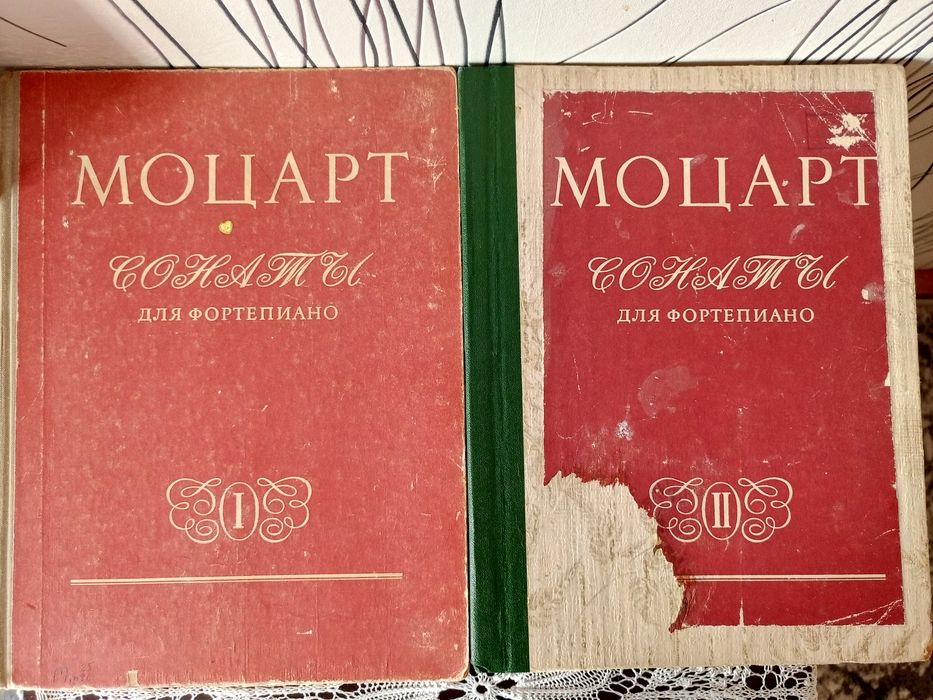 МОЦАРТ
СОНАТЫ
ДЛЯ ФОРТЕПИАНО
I
МОЦАРТ
СОНАТЫ
ДЛЯ ФОРТЕПИАНО
II